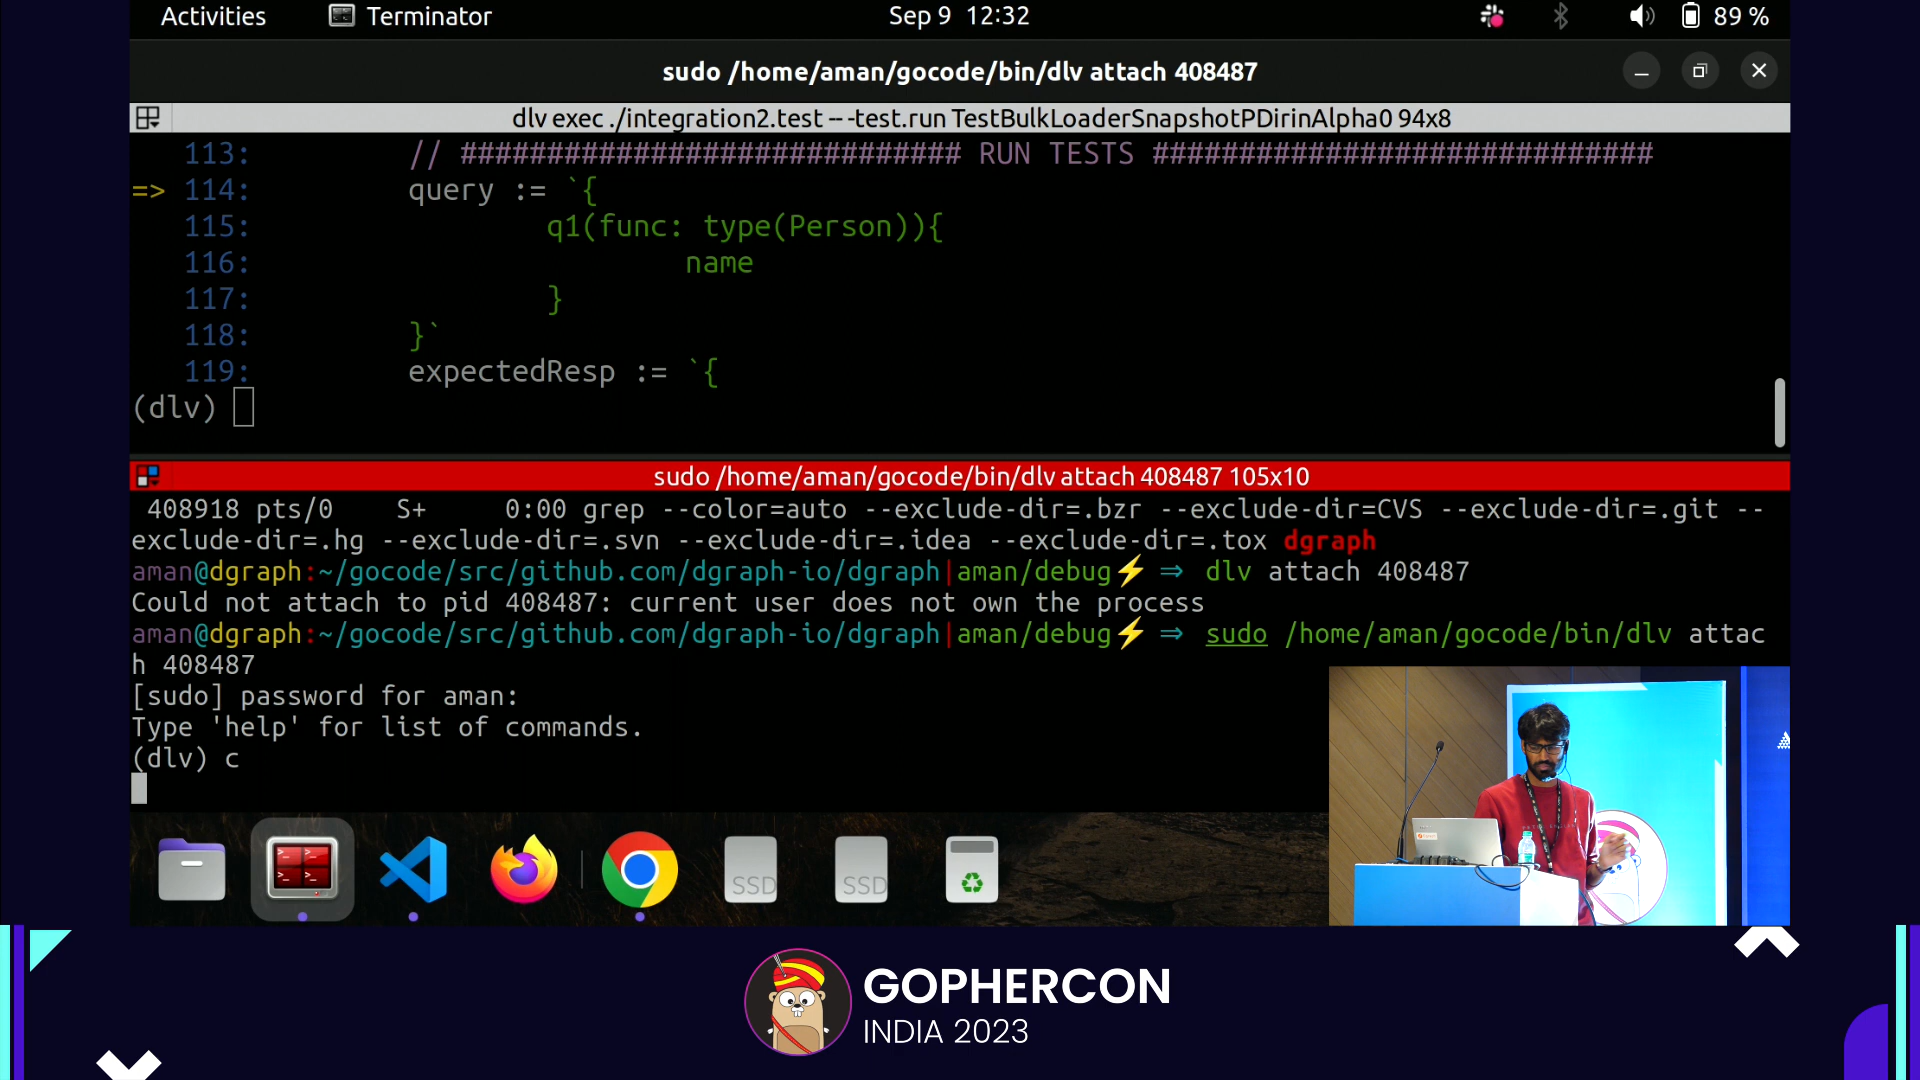 Activities
Terminator
Sep 9 12:32
89 %
sudo /home/aman/gocode/bin/dlv attach 408487
dlv exec ./integration2.test -- -test.run TestBulkLoaderSnapshotPDirinAlpha0 94x8
113: // ############################# RUN TESTS #############################
=> 114: query := `{
115: q1(func: type(Person)){
116: name
117: }
118: }`
119: expectedResp := `{
(dlv)
sudo /home/aman/gocode/bin/dlv attach 408487 105x10
408918 pts/0 S+ 0:00 grep --color=auto --exclude-dir=.bzr --exclude-dir=CVS --exclude-dir=.git --
exclude-dir=.hg --exclude-dir=.svn --exclude-dir=.idea --exclude-dir=.tox dgraph
aman@dgraph:~/gocode/src/github.com/dgraph-io/dgraph|aman/debug⚡ ⇒ dlv attach 408487
Could not attach to pid 408487: current user does not own the process
aman@dgraph:~/gocode/src/github.com/dgraph-io/dgraph|aman/debug⚡ ⇒ sudo /home/aman/gocode/bin/dlv attac
h 408487
[sudo] password for aman:
Type 'help' for list of commands.
(dlv) c
SSD
SSD
GOPHERCON
INDIA 2023